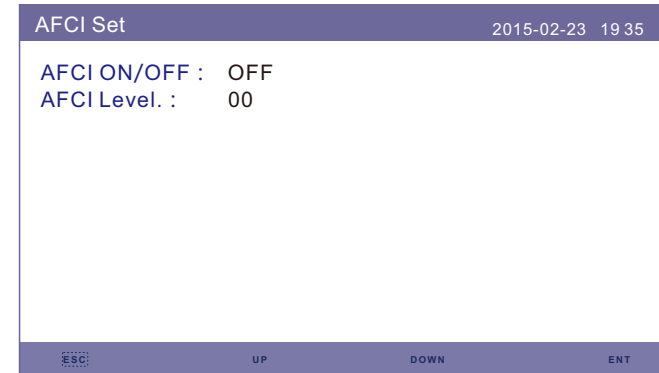 AFCI Set 2015-02-23 19 35
AFCI ON/OFF : OFF
AFCI Level. : 00
ESC UP DOWN ENT